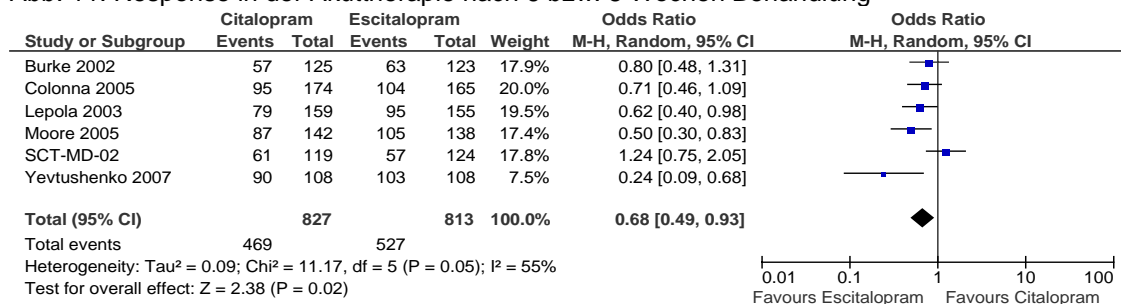 Abb. Response in der Akuttherapie nach bzw. Wochen Behandlung
Citalopram Escitalopram Odds Ratio Odds Ratio
Study or Subgroup Events Total Events Total Weight M-H, Random, 95% CI M-H, Random, 95% CI
Burke 2002 57 125 63 123 17.9% 0.80 [0.48, 1.31]
Colonna 2005 95 174 104 165 20.0% 0.71 [0.46, 1.09]
Lepola 2003 79 159 95 155 19.5% 0.62 [0.40, 0.98]
Moore 2005 87 142 105 138 17.4% 0.50 [0.30, 0.83]
SCT-MD-02 61 119 57 124 17.8% 1.24 [0.75, 2.05]
Yevtushenko 2007 90 108 103 108 7.5% 0.24 [0.09, 0.68]
Total (95% CI) 827 813 100.0% 0.68 [0.49, 0.93]
Total events 469 527
Heterogeneity: Tau² = 0.09; Chi² = 11.17, df = 5 (P = 0.05); I² = 55%
Test for overall effect: Z = 2.38 (P = 0.02)
0.01 0.1 1 10 100
Favours Escitalopram Favours Citalopram